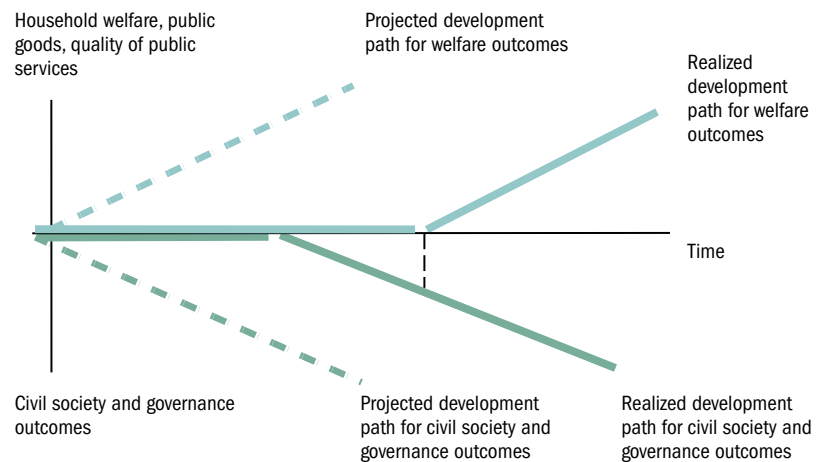 Household welfare, public
goods, quality of public
services
Projected development
path for welfare outcomes
Realized
development
path for welfare
outcomes
Time
Civil society and governance
outcomes
Projected development
path for civil society and
governance outcomes
Realized development
path for civil society and
governance outcomes